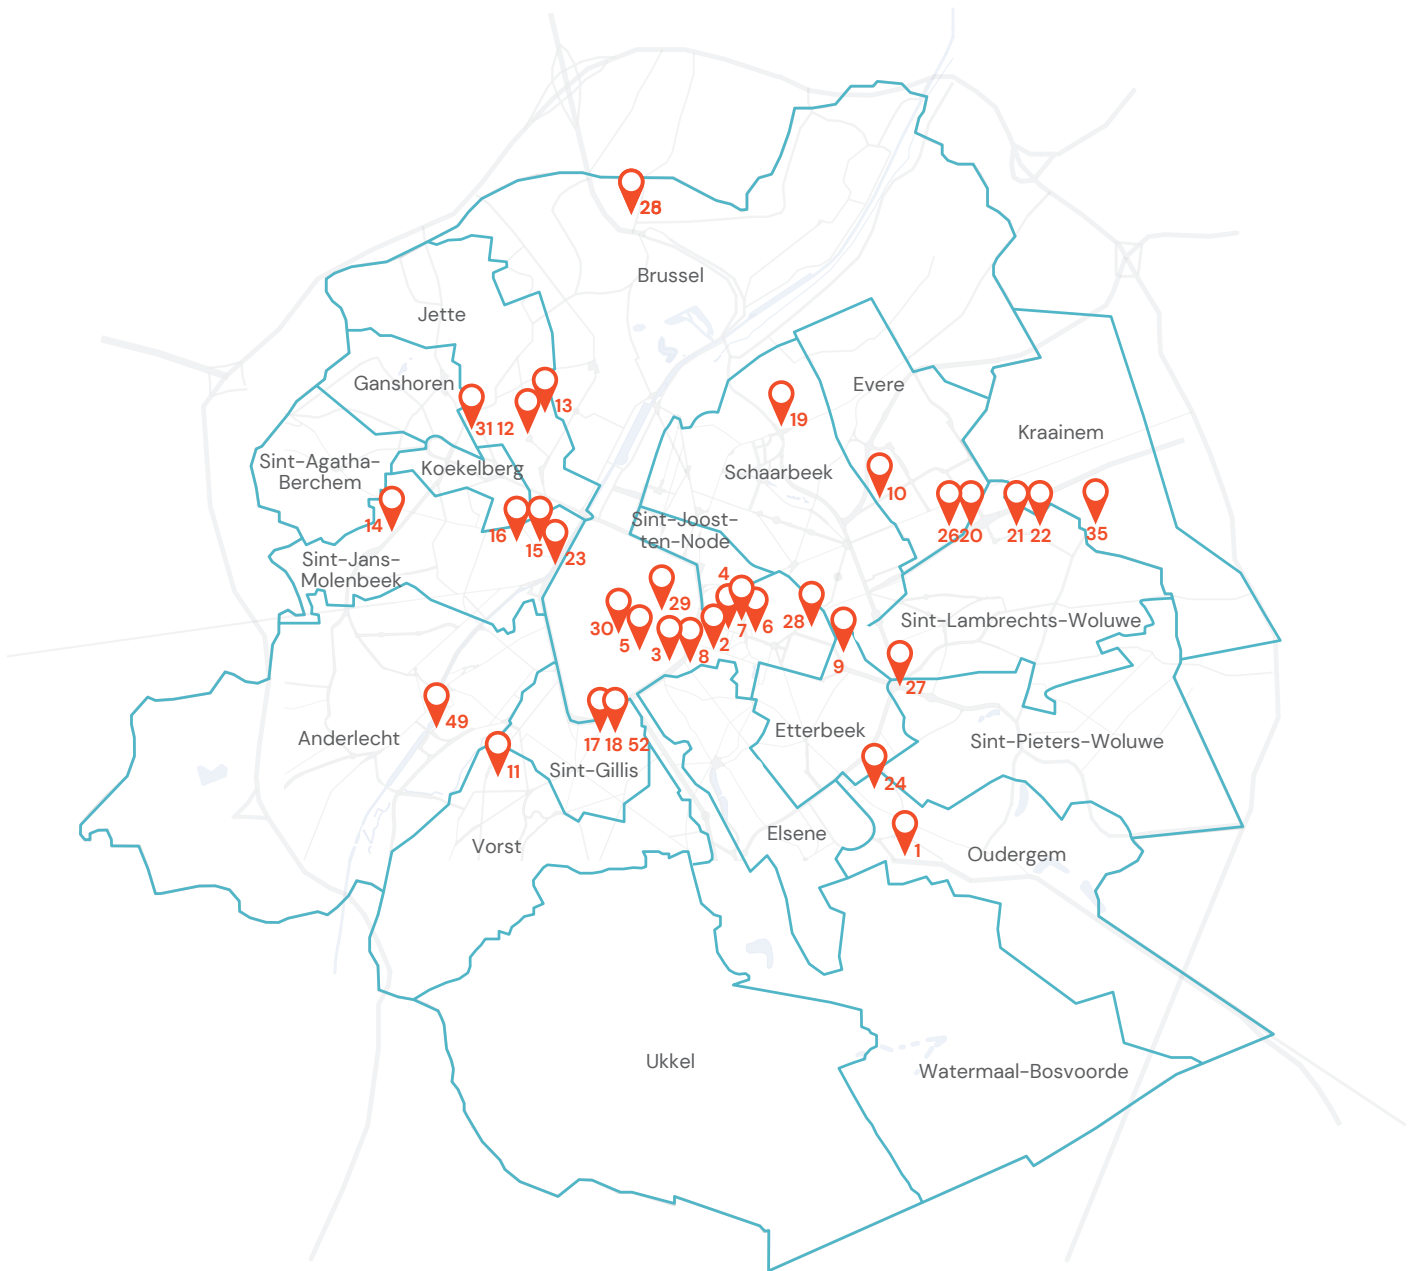 28
Brussel
Jette
Ganshoren
Evere
13
31
12
19
Kraainem
Sint-Agatha-
Berchem
Koekelberg
Schaarbeek
10
14
16
15
23
Sint-Joost-
ten-Node
26
20
21
22
35
Sint-Jans-
Molenbeek
4
29
30
5
3
8
2
7
6
28
9
Sint-Lambrechts-Woluwe
27
49
Anderlecht
11
17
18
52
Sint-Gillis
Etterbeek
Sint-Pieters-Woluwe
24
Vorst
Elsene
1
Oudergem
Ukkel
Watermaal-Bosvoorde